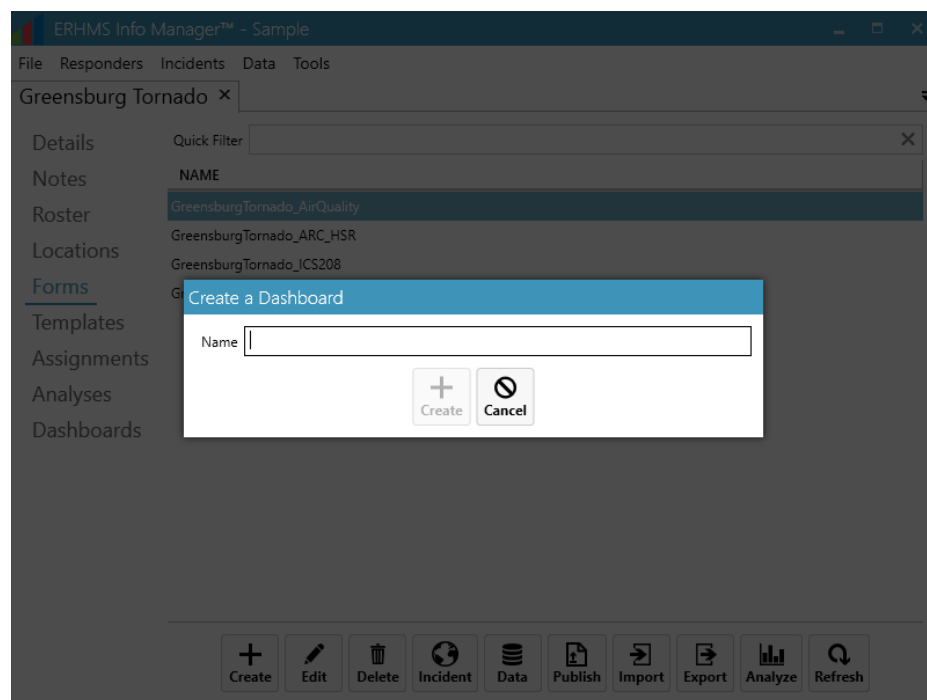 ERHMS Info Manager™ - Sample
File Responders Incidents Data Tools
Greensburg Tornado ×
Details
Notes
Roster
Locations
Forms
Templates
Assignments
Analyses
Dashboards
Quick Filter
NAME
GreensburgTornado_AirQuality
GreensburgTornado_ARC_HSR
GreensburgTornado_ICS208
G
Create a Dashboard
Name
Create Cancel
Create Edit Delete Incident Data Publish Import Export Analyze Refresh